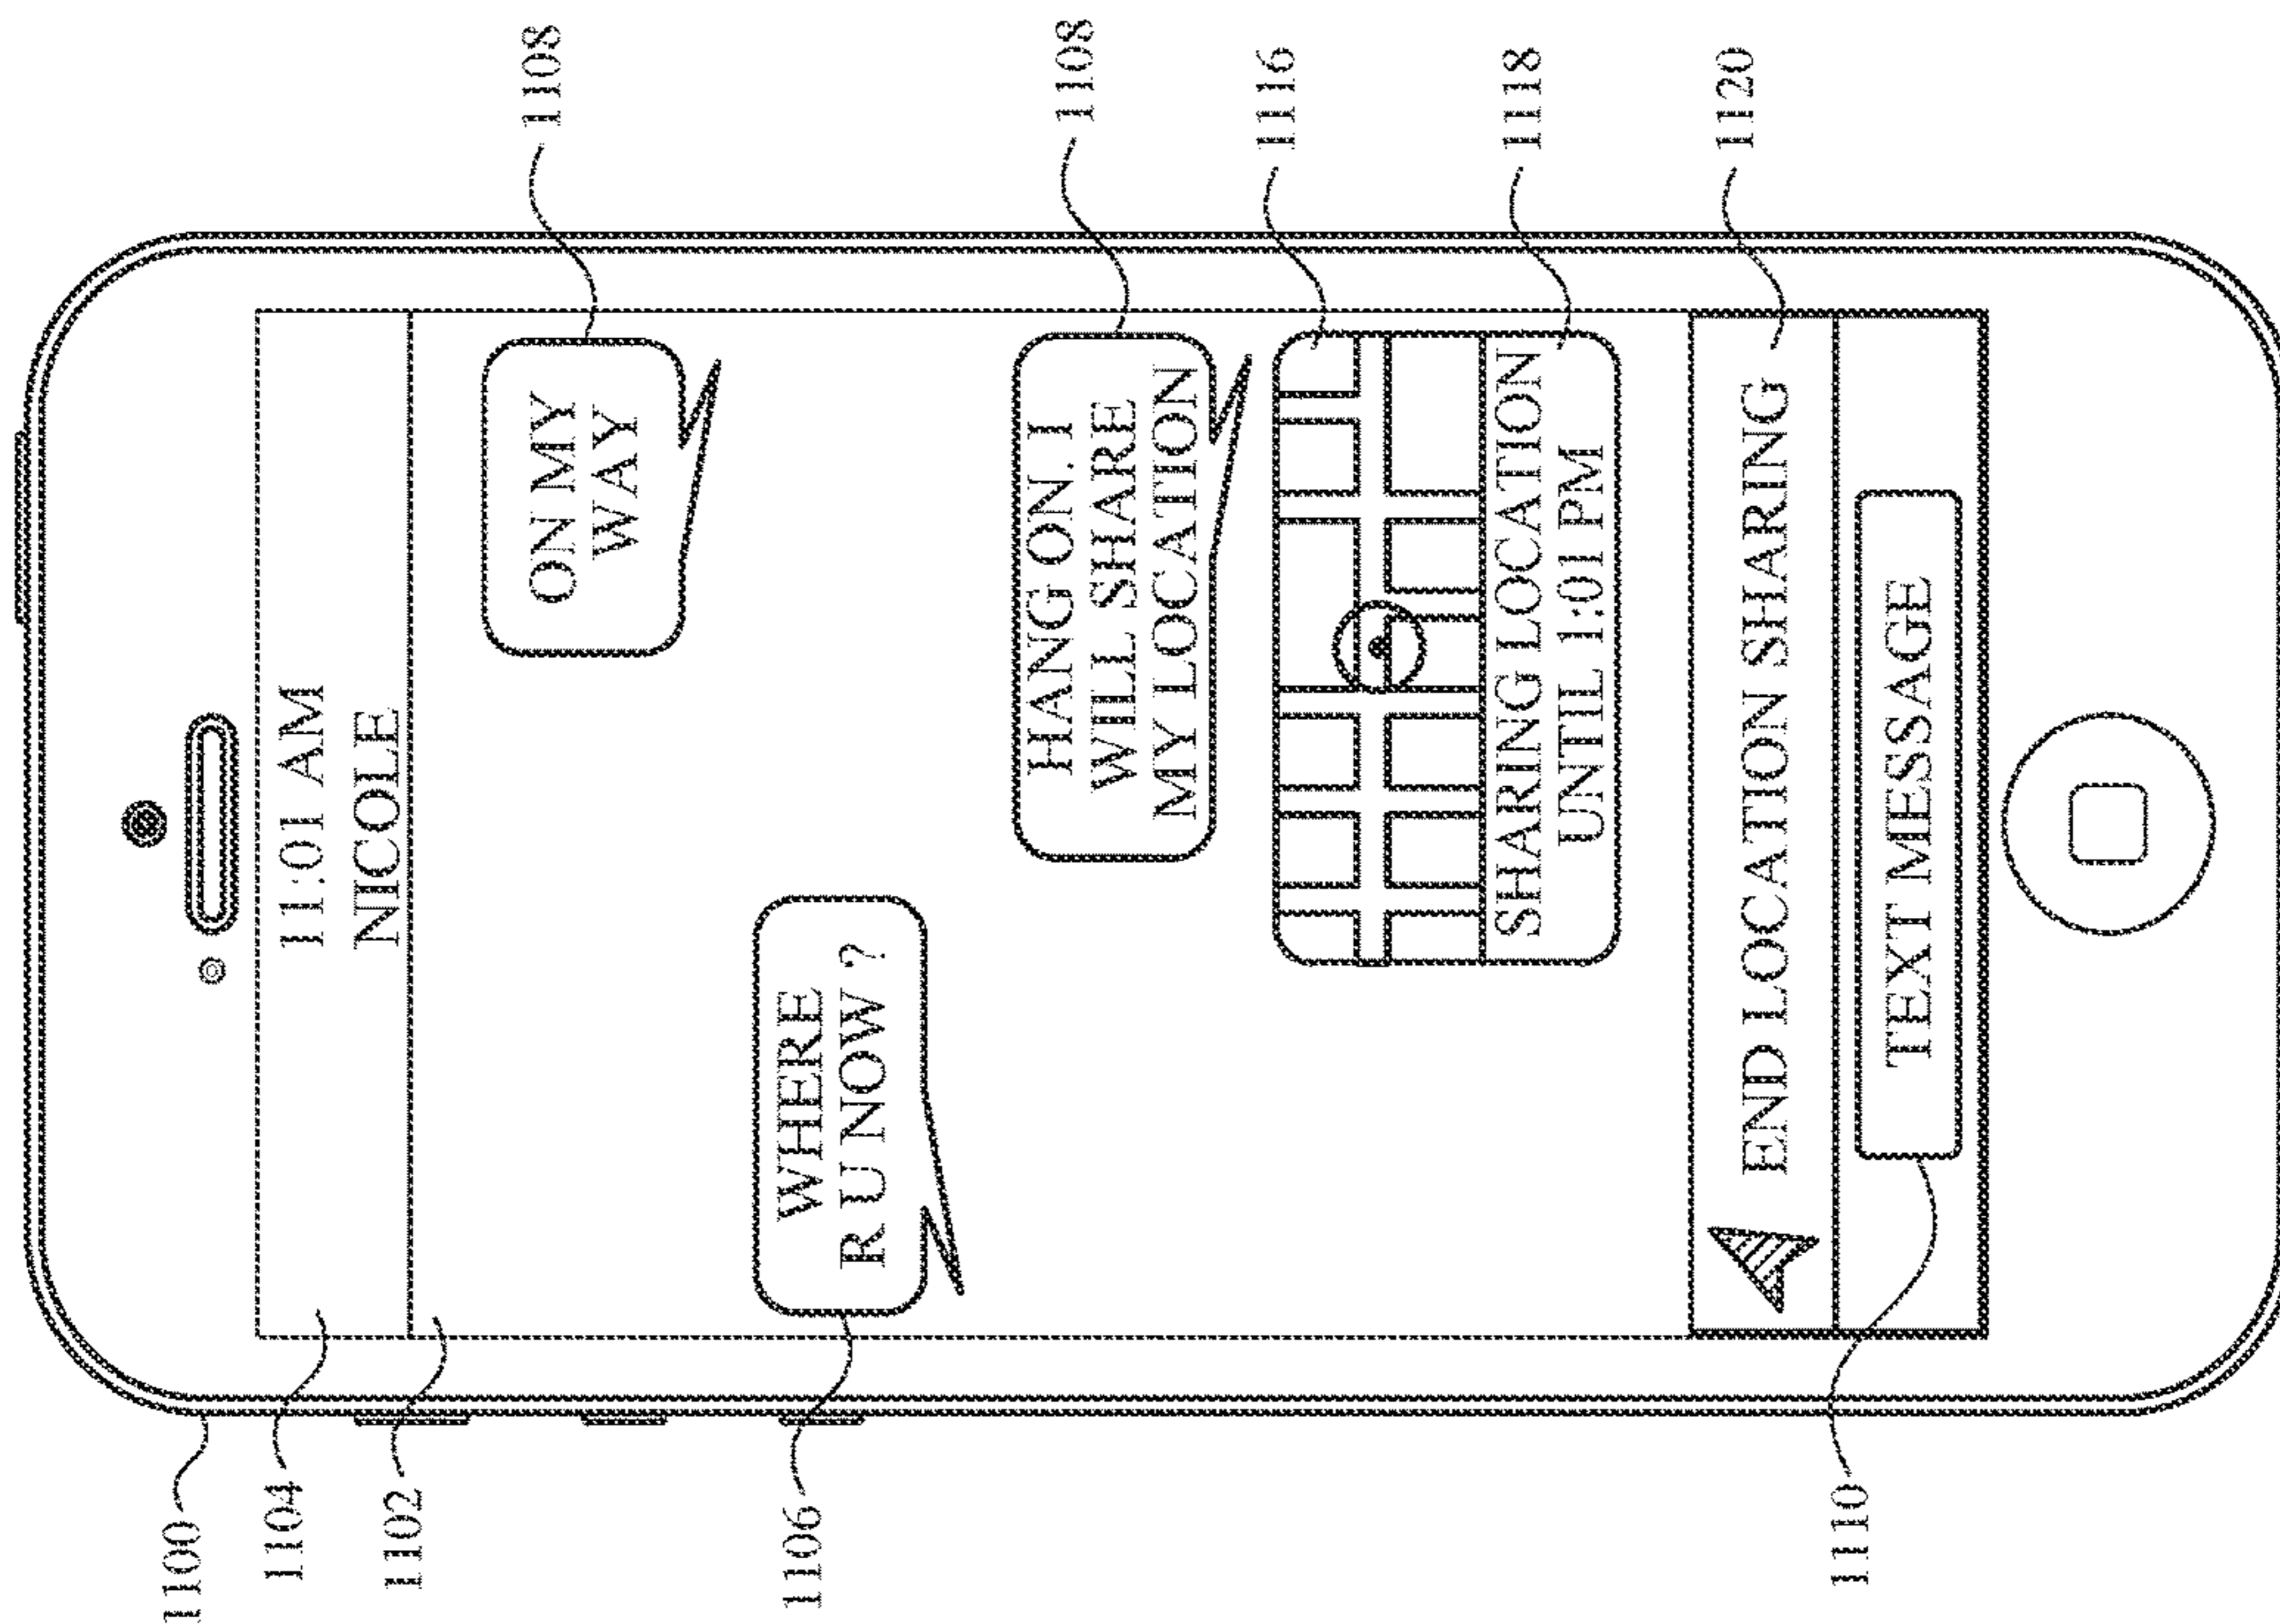 1100
1104
1102
11:01 AM
NICOLE
1108
ON MY
WAY
1106
WHERE
R U NOW ?
1108
HANG ON. I
WILL SHARE
MY LOCATION
1116
1118
SHARING LOCATION
UNTIL 1:01 PM
1120
END LOCATION SHARING
1110
TEXT MESSAGE